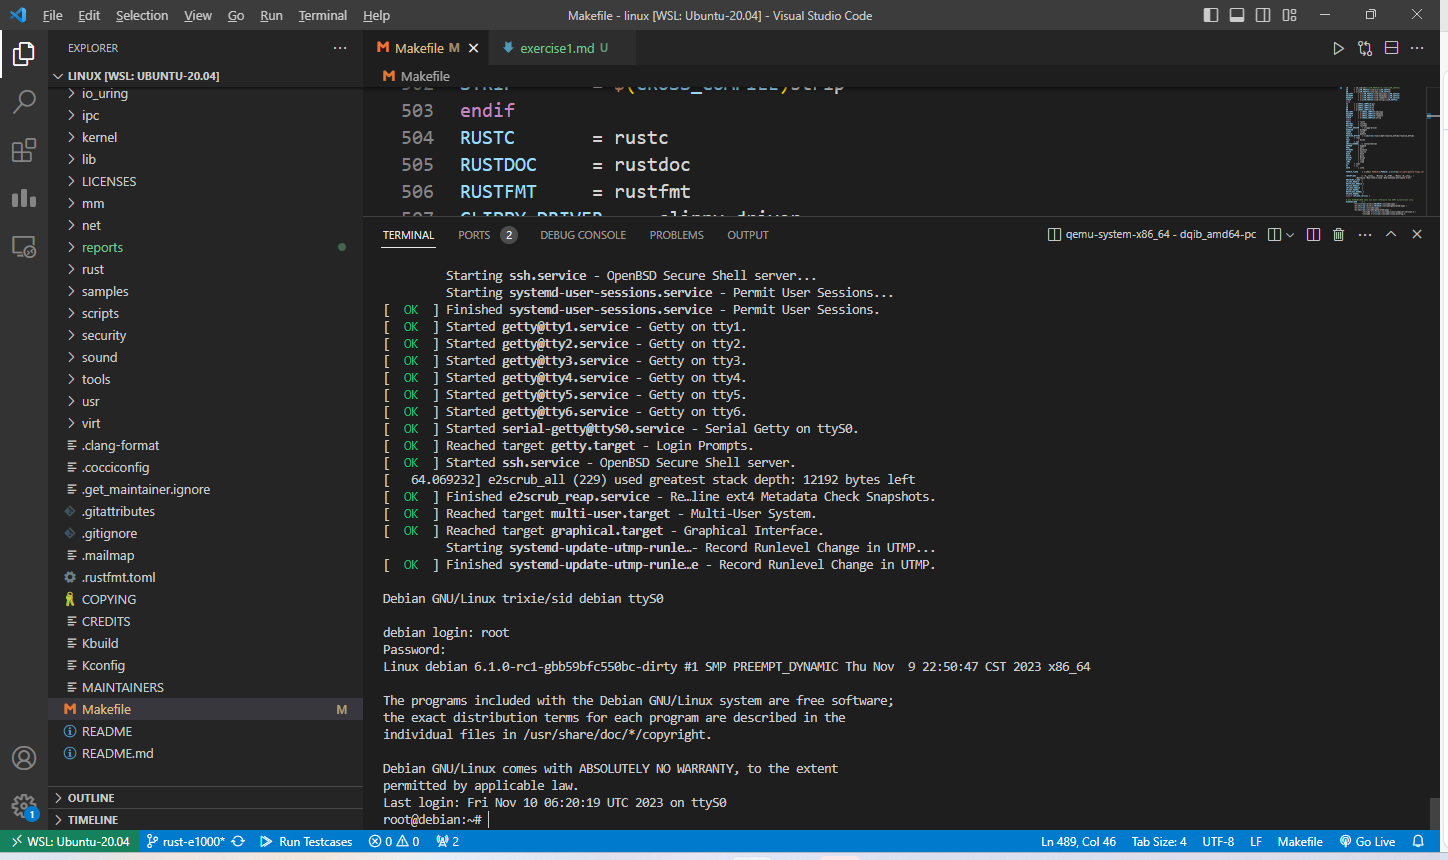 File Edit Selection View Go Run Terminal Help
Makefile - linux [WSL: Ubuntu-20.04] - Visual Studio Code
EXPLORER
LINUX [WSL: UBUNTU-20.04]
io_uring
ipc
kernel
lib
LICENSES
mm
net
reports
rust
samples
scripts
security
sound
tools
usr
virt
.clang-format
.cocciconfig
.get_maintainer.ignore
.gitattributes
.gitignore
.mailmap
.rustfmt.toml
COPYING
CREDITS
Kbuild
Kconfig
MAINTAINERS
Makefile M
README
README.md
OUTLINE
TIMELINE
Makefile M
exercise1.md U
Makefile
502 STRIP = $(CROSS_COMPILE)strip
503 endif
504 RUSTC = rustc
505 RUSTDOC = rustdoc
506 RUSTFMT = rustfmt
TERMINAL PORTS 2 DEBUG CONSOLE PROBLEMS OUTPUT
qemu-system-x86_64 - dqib_amd64-pc
Starting ssh.service - OpenBSD Secure Shell server...
Starting systemd-user-sessions.service - Permit User Sessions...
[ OK ] Finished systemd-user-sessions.service - Permit User Sessions.
[ OK ] Started getty@tty1.service - Getty on tty1.
[ OK ] Started getty@tty2.service - Getty on tty2.
[ OK ] Started getty@tty3.service - Getty on tty3.
[ OK ] Started getty@tty4.service - Getty on tty4.
[ OK ] Started getty@tty5.service - Getty on tty5.
[ OK ] Started getty@tty6.service - Getty on tty6.
[ OK ] Started serial-getty@ttyS0.service - Serial Getty on ttyS0.
[ OK ] Reached target getty.target - Login Prompts.
[ OK ] Started ssh.service - OpenBSD Secure Shell server.
[ 64.069232] e2scrub_all (229) used greatest stack depth: 12192 bytes left
[ OK ] Finished e2scrub_reap.service - Re…line ext4 Metadata Check Snapshots.
[ OK ] Reached target multi-user.target - Multi-User System.
[ OK ] Reached target graphical.target - Graphical Interface.
Starting systemd-update-utmp-runle…- Record Runlevel Change in UTMP...
[ OK ] Finished systemd-update-utmp-runle…e - Record Runlevel Change in UTMP.
Debian GNU/Linux trixie/sid debian ttyS0
debian login: root
Password:
Linux debian 6.1.0-rc1-gbb59bfc550bc-dirty #1 SMP PREEMPT_DYNAMIC Thu Nov  9 22:50:47 CST 2023 x86_64
The programs included with the Debian GNU/Linux system are free software;
the exact distribution terms for each program are described in the
individual files in /usr/share/doc/*/copyright.
Debian GNU/Linux comes with ABSOLUTELY NO WARRANTY, to the extent
permitted by applicable law.
Last login: Fri Nov 10 06:20:19 UTC 2023 on ttyS0
root@debian:~#
1
WSL: Ubuntu-20.04 rust-e1000* Run Testcases 0 0 2 Ln 489, Col 46 Tab Size: 4 UTF-8 LF Makefile Go Live